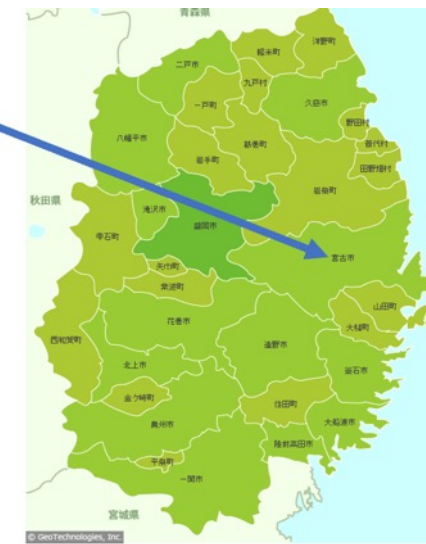 青森県
洋野町
軽米町
二戸市
九戸村
一戸町
久慈市
野田村
八幡平市
葛巻町
普代村
岩手町
田野畑村
岩泉町
秋田県
滝沢市
盛岡市
雫石町
宮古市
矢巾町
紫波町
山田町
花巻市
大槌町
西和賀町
遠野市
北上市
釜石市
金ケ崎町
住田町
奥州市
大船渡市
陸前高田市
平泉町
一関市
宮城県
© GeoTechnologies, Inc.